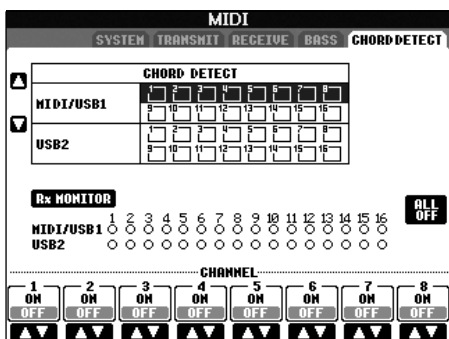 MIDI
SYSTEM TRANSMIT RECEIVE BASS CHORD DETECT
CHORD DETECT
MIDI/USB1
1 2 3 4 5 6 7 8
9 10 11 12 13 14 15 16
USB2
1 2 3 4 5 6 7 8
9 10 11 12 13 14 15 16
Rx MONITOR
ALL OFF
1 2 3 4 5 6 7 8 9 10 11 12 13 14 15 16
MIDI/USB1
USB2
CHANNEL
1 2 3 4 5 6 7 8
ON ON ON ON ON ON ON ON
OFF OFF OFF OFF OFF OFF OFF OFF